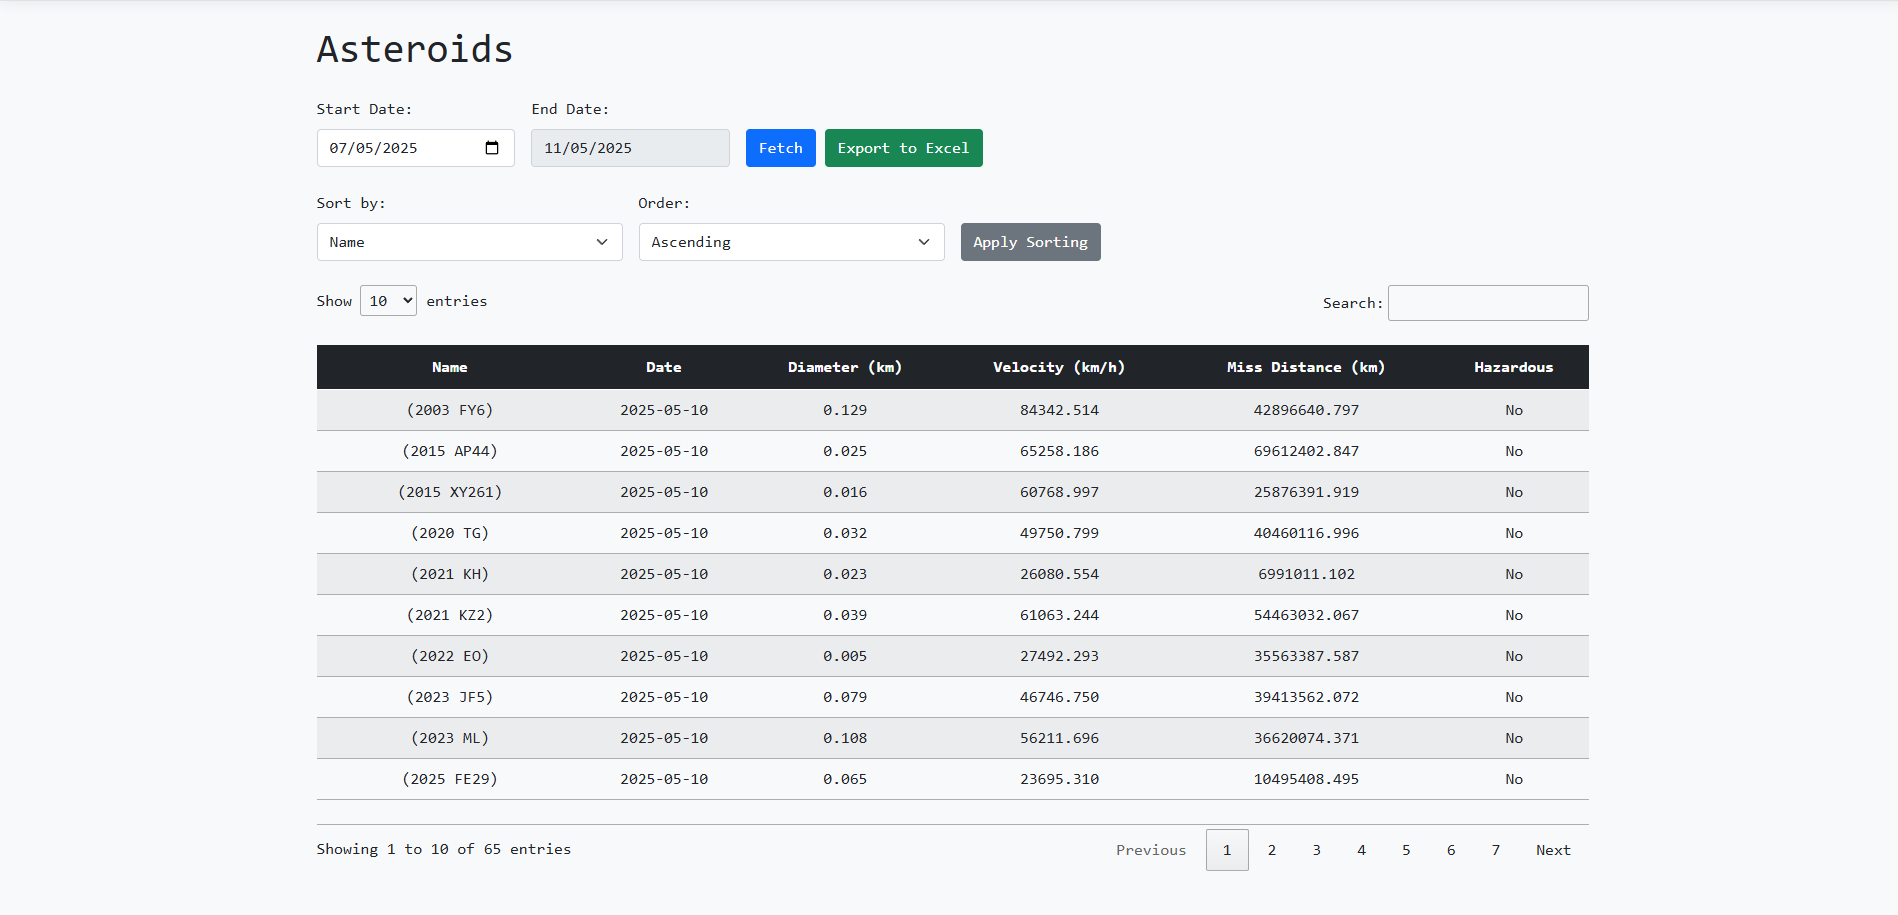 Asteroids
Start Date: End Date:
07/05/2025 11/05/2025 Fetch Export to Excel
Sort by: Order:
Name Ascending Apply Sorting
Show 10 entries Search:
Name Date Diameter (km) Velocity (km/h) Miss Distance (km) Hazardous
(2003 FY6) 2025-05-10 0.129 84342.514 42896640.797 No
(2015 AP44) 2025-05-10 0.025 65258.186 69612402.847 No
(2015 XY261) 2025-05-10 0.016 60768.997 25876391.919 No
(2020 TG) 2025-05-10 0.032 49750.799 40460116.996 No
(2021 KH) 2025-05-10 0.023 26080.554 6991011.102 No
(2021 KZ2) 2025-05-10 0.039 61063.244 54463032.067 No
(2022 EO) 2025-05-10 0.005 27492.293 35563387.587 No
(2023 JF5) 2025-05-10 0.079 46746.750 39413562.072 No
(2023 ML) 2025-05-10 0.108 56211.696 36620074.371 No
(2025 FE29) 2025-05-10 0.065 23695.310 10495408.495 No
Showing 1 to 10 of 65 entries Previous 1 2 3 4 5 6 7 Next